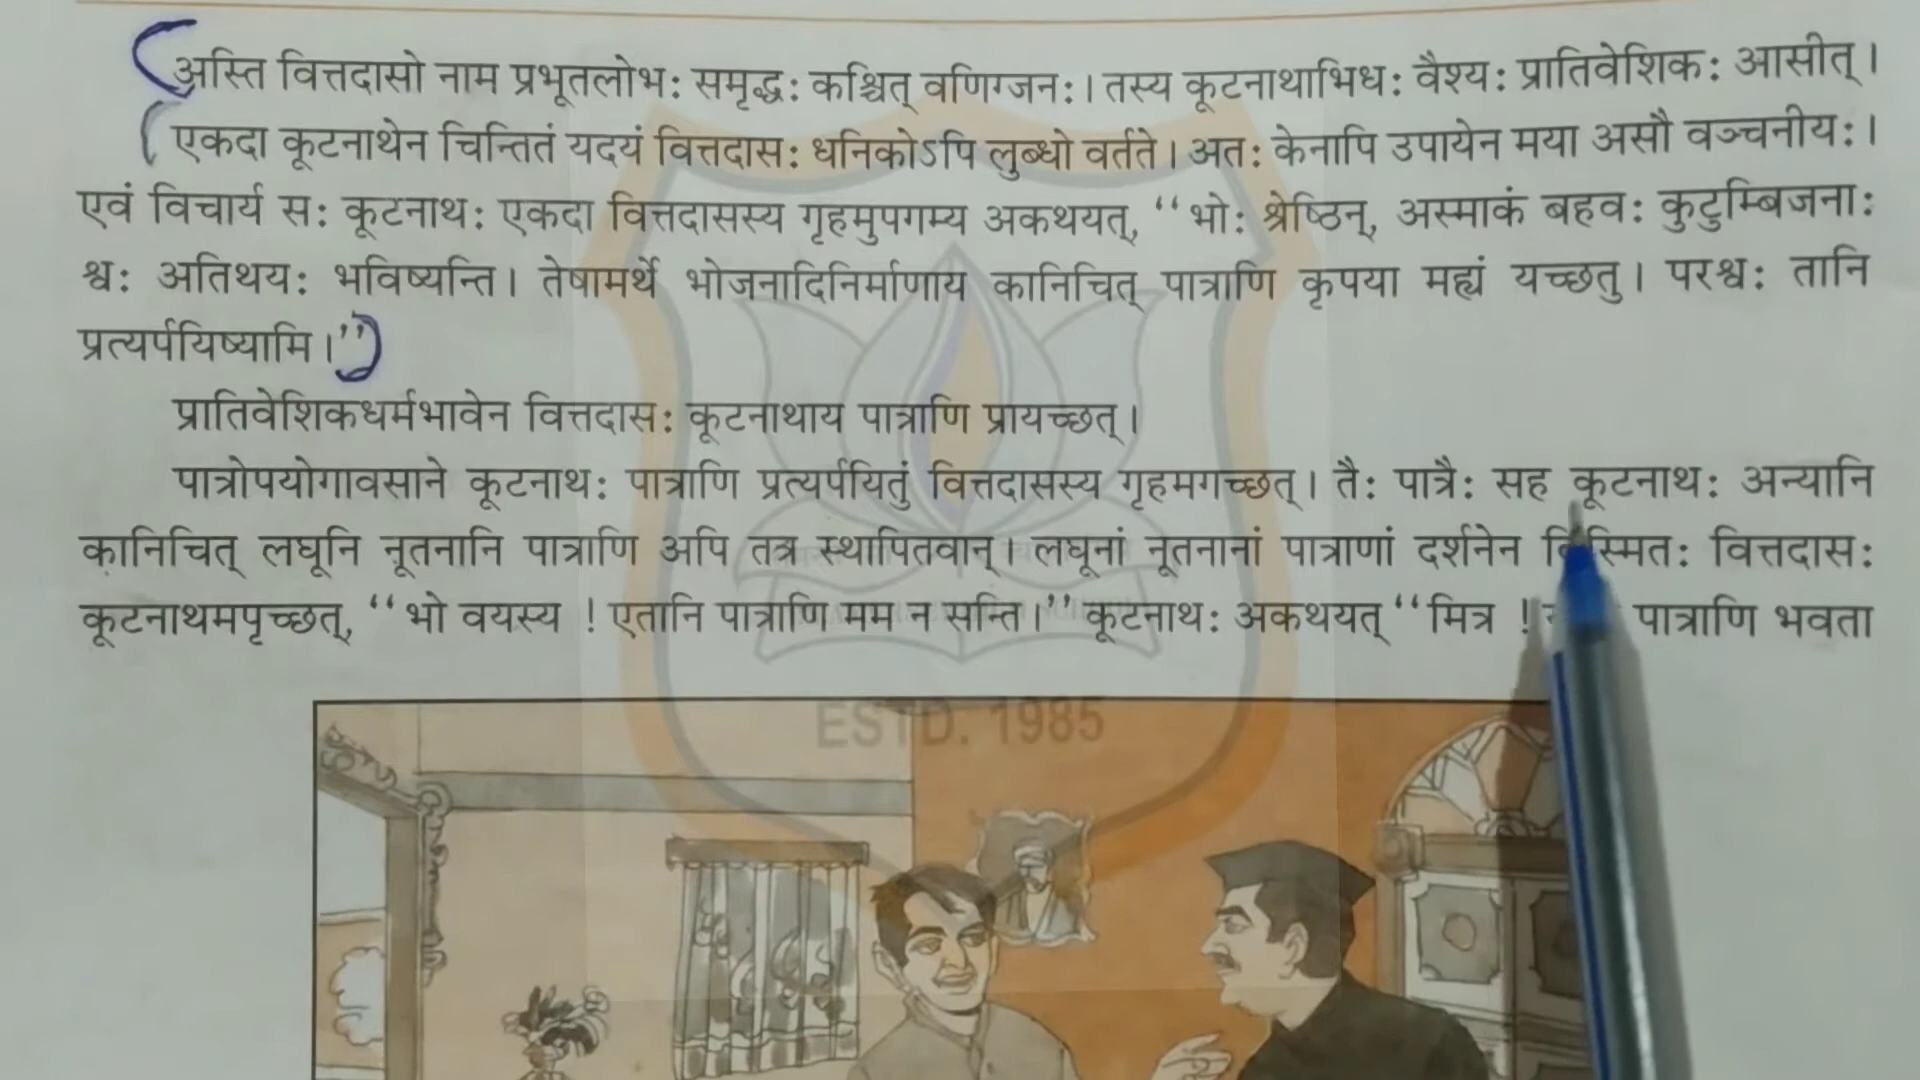 अस्ति वित्तदासो नाम प्रभूतलोभः समृद्धः कश्चित् वणिग्जनः। तस्य कूटनाथाभिधः वैश्यः प्रातिवेशिकः आसीत्।
एकदा कूटनाथेन चिन्तितं यदयं वित्तदासः धनिकोऽपि लुब्धो वर्तते। अतः केनापि उपायेन मया असौ वञ्चनीयः।
एवं विचार्य सः कूटनाथः एकदा वित्तदासस्य गृहमुपगम्य अकथयत्, “भोः श्रेष्ठिन्, अस्माकं बहवः कुटुम्बिजनाः
श्वः अतिथयः भविष्यन्ति। तेषामर्थे भोजनादिनिर्माणाय कानिचित् पात्राणि कृपया मह्यं यच्छतु। परश्वः तानि
प्रत्यर्पयिष्यामि।”
प्रातिवेशिकधर्मभावेन वित्तदासः कूटनाथाय पात्राणि प्रायच्छत्।
पात्रोपयोगावसाने कूटनाथः पात्राणि प्रत्यर्पयितुं वित्तदासस्य गृहमगच्छत्। तैः पात्रैः सह कूटनाथः अन्यानि
कानिचित् लघूनि नूतनानि पात्राणि अपि तत्र स्थापितवान्। लघूनां नूतनानां पात्राणां दर्शनेन विस्मितः वित्तदासः
कूटनाथमपृच्छत्, “भो वयस्य ! एतानि पात्राणि मम न सन्ति।” कूटनाथः अकथयत् “मित्र ! पात्राणि भवता
ESTD. 1985